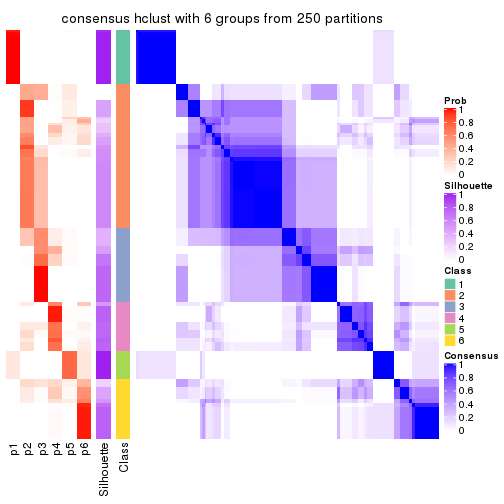 consensus hclust with 6 groups from 250 partitions
Prob
1
0.8
0.6
0.4
0.2
0
Silhouette
1
0.8
0.6
0.4
0.2
0
Class
1
2
3
4
5
6
Consensus
1
0.8
0.6
0.4
0.2
0
p1
p2
p3
p4
p5
p6
Silhouette
Class